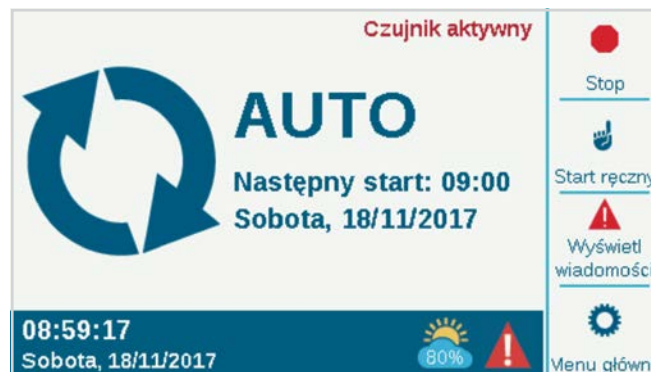 Czujnik aktywny
AUTO
Następny start: 09:00
Sobota, 18/11/2017
08:59:17
Sobota, 18/11/2017
80%
Stop
Start ręczny
Wyświetl
wiadomości
Menu główn